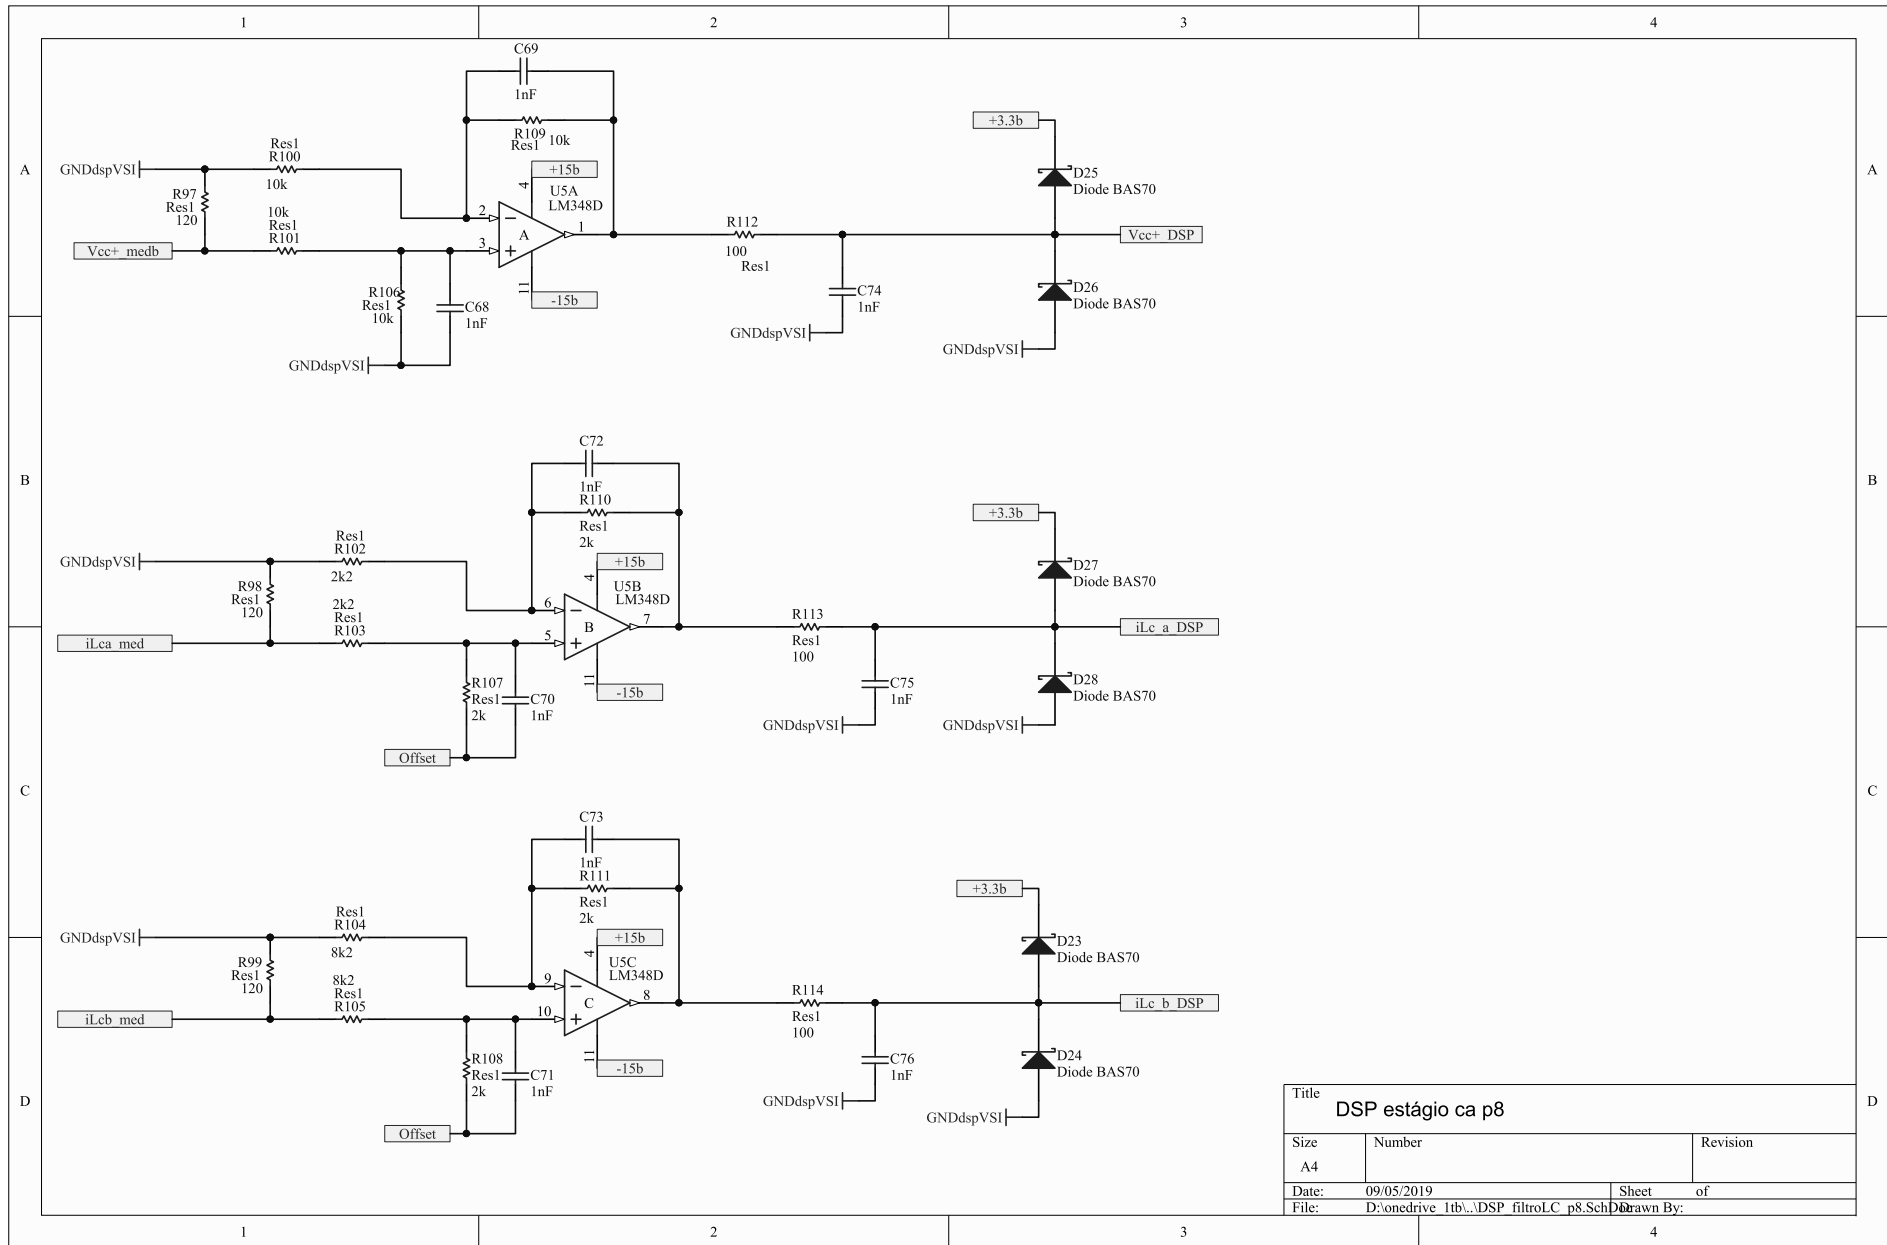 1 2 3 4
A A
B B
C C
D D
1 2 3 4
C69
1nF
R109
Res1
10k
Res1
R100
10k
GNDdspVSI
R97
Res1
120
10k
Res1
R101
Vcc+_medb
+15b
4
U5A
LM348D
2
3
A
1
11
-15b
R106
Res1
10k
C68
1nF
GNDdspVSI
R112
100
Res1
C74
1nF
GNDdspVSI
+3.3b
D25
Diode BAS70
Vcc+_DSP
D26
Diode BAS70
GNDdspVSI
C72
1nF
R110
Res1
2k
Res1
R102
2k2
GNDdspVSI
R98
Res1
120
2k2
Res1
R103
iLca_med
+15b
4
U5B
LM348D
6
5
B
7
11
-15b
R107
Res1
2k
C70
1nF
Offset
R113
Res1
100
C75
1nF
GNDdspVSI
+3.3b
D27
Diode BAS70
iLc_a_DSP
D28
Diode BAS70
GNDdspVSI
C73
1nF
R111
Res1
2k
Res1
R104
8k2
GNDdspVSI
R99
Res1
120
8k2
Res1
R105
iLcb_med
+15b
4
U5C
LM348D
9
10
C
8
11
-15b
R108
Res1
2k
C71
1nF
Offset
R114
Res1
100
C76
1nF
GNDdspVSI
+3.3b
D23
Diode BAS70
iLc_b_DSP
D24
Diode BAS70
GNDdspVSI
Title
DSP estágio ca p8
Size
A4
Number
Revision
Date: 09/05/2019
Sheet of
File: D:\onedrive_1tb\..\DSP_filtroLC_p8.SchDoc
Drawn By: